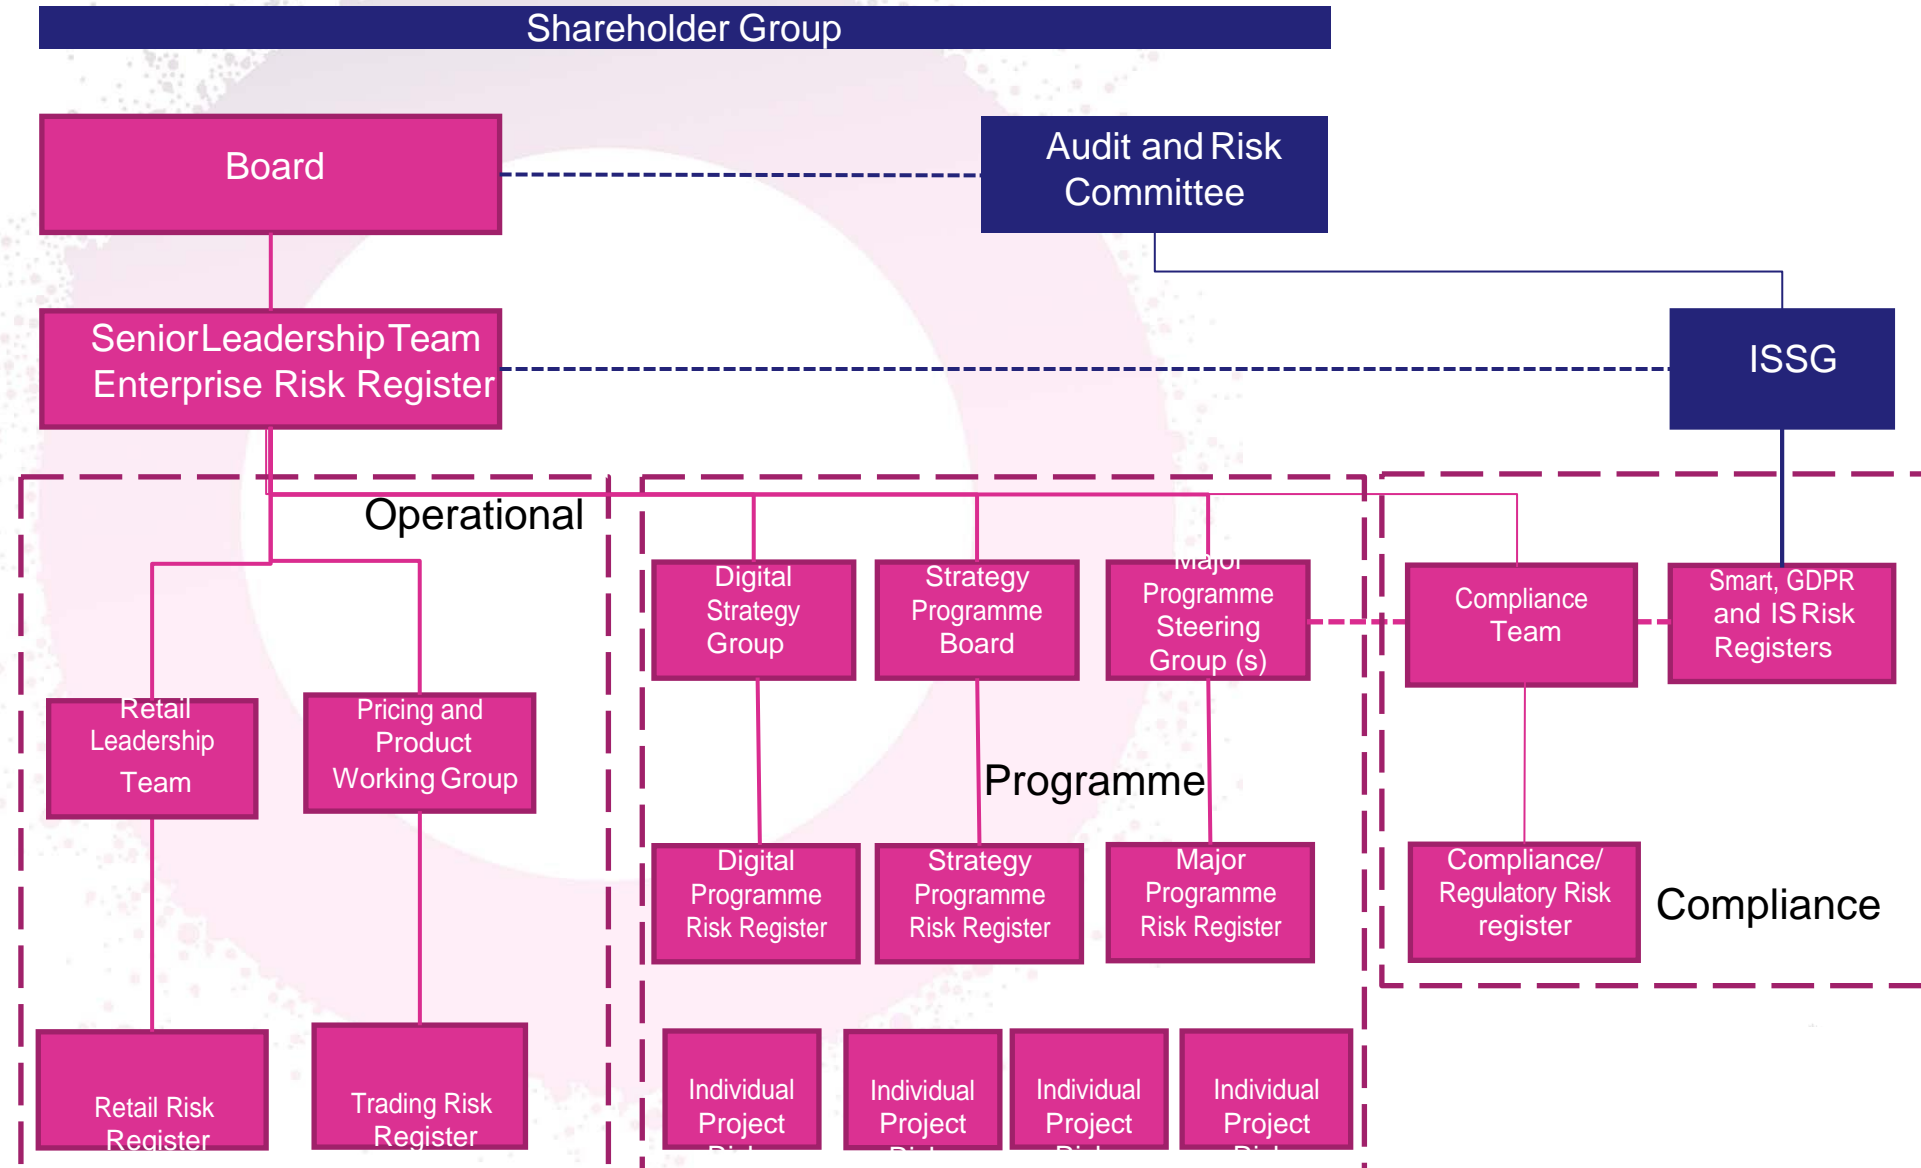 Shareholder Group
Board
Audit and Risk
Committee
Senior Leadership Team
Enterprise Risk Register
ISSG
Operational
Digital
Strategy
Group
Strategy
Programme
Board
Major
Programme
Steering
Group (s)
Compliance
Team
Smart, GDPR
and IS Risk
Registers
Retail
Leadership
Team
Pricing and
Product
Working Group
Programme
Digital
Programme
Risk Register
Strategy
Programme
Risk Register
Major
Programme
Risk Register
Compliance/
Regulatory Risk
register
Compliance
Retail Risk
Register
Trading Risk
Register
Individual
Project
Individual
Project
Individual
Project
Individual
Project